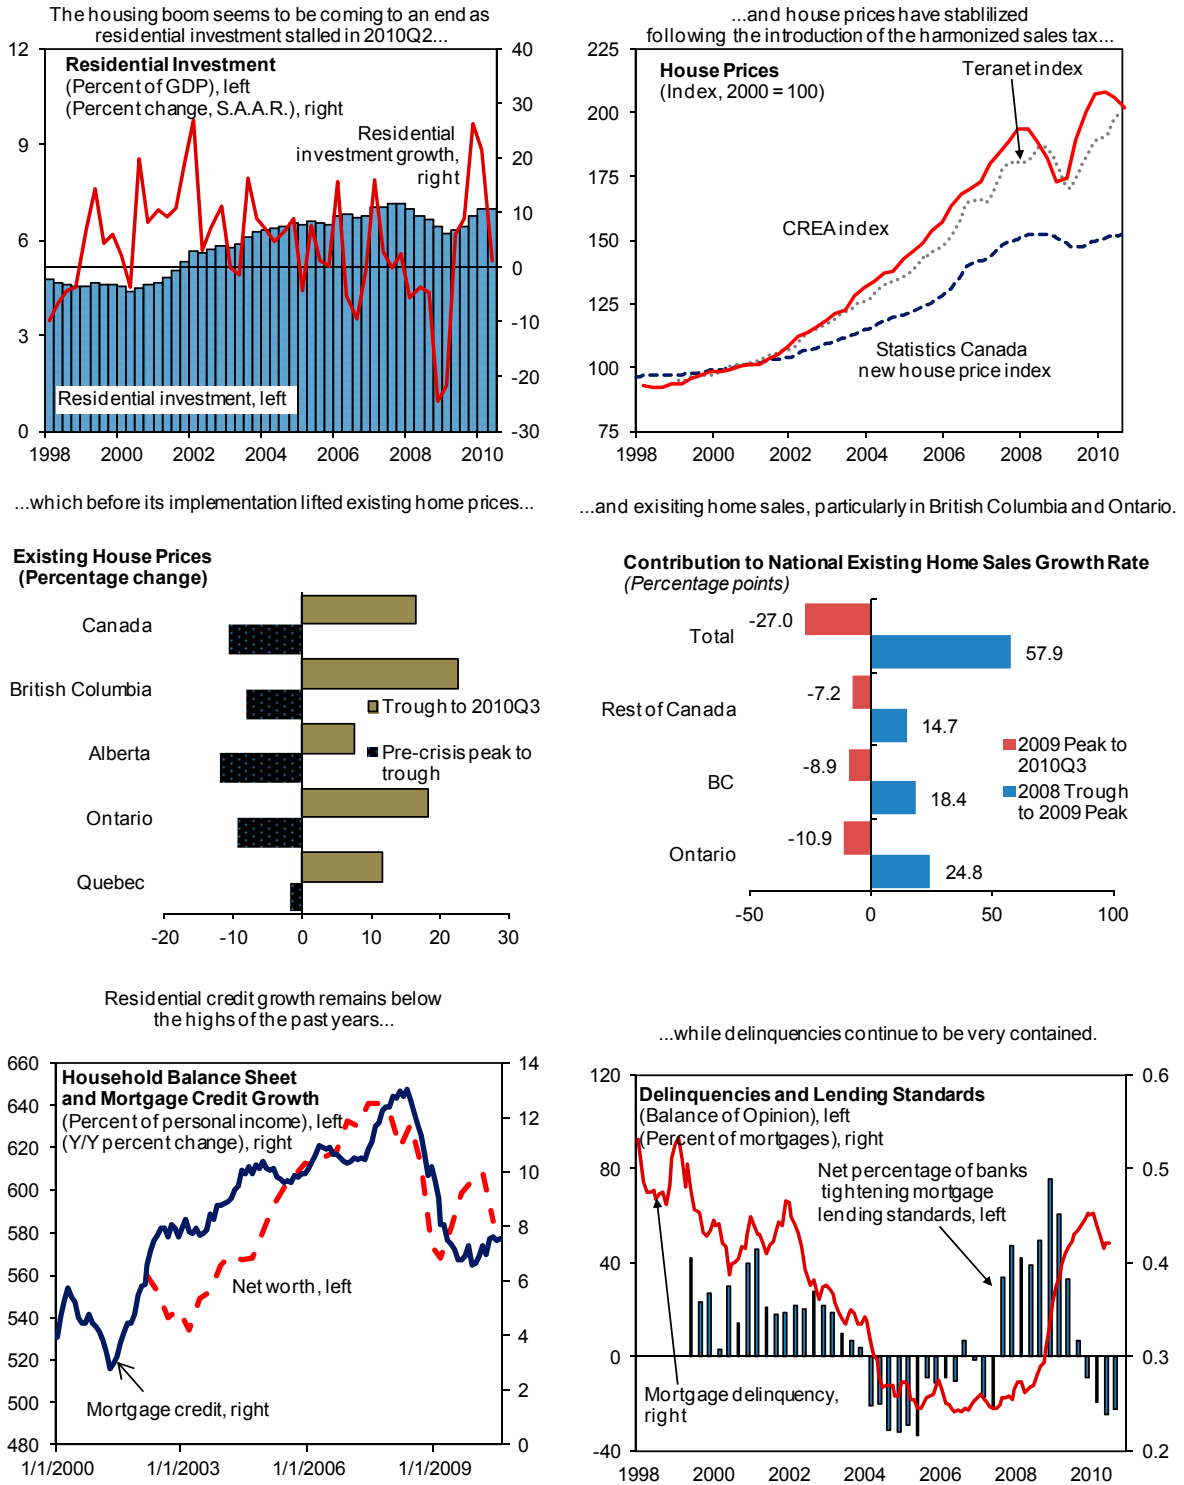 The housing boom seems to be coming to an end as
residential investment stalled in 2010Q2...
12
9
6
3
0
40
30
20
10
0
-10
-20
-30
Residential Investment
(Percent of GDP), left
(Percent change, S.A.A.R.), right
Residential
investment growth,
right
Residential investment, left
1998
2000
2002
2004
2006
2008
2010
...and house prices have stablilized
following the introduction of the harmonized sales tax...
225
200
175
150
125
100
75
House Prices
(Index, 2000 = 100)
Teranet index
CREA index
Statistics Canada
new house price index
1998
2000
2002
2004
2006
2008
2010
...which before its implementation lifted existing home prices...
Existing House Prices
(Percentage change)
Canada
British Columbia
Alberta
Ontario
Quebec
Trough to 2010Q3
Pre-crisis peak to
trough
-20
-10
0
10
20
30
...and exisiting home sales, particularly in British Columbia and Ontario.
Contribution to National Existing Home Sales Growth Rate
(Percentage points)
Total
-27.0
57.9
Rest of Canada
-7.2
14.7
BC
-8.9
18.4
Ontario
-10.9
24.8
2009 Peak to
2010Q3
2008 Trough
to 2009 Peak
-50
0
50
100
Residential credit growth remains below
the highs of the past years...
660
640
620
600
580
560
540
520
500
480
14
12
10
8
6
4
2
0
Household Balance Sheet
and Mortgage Credit Growth
(Percent of personal income), left
(Y/Y percent change), right
Net worth, left
Mortgage credit, right
1/1/2000
1/1/2003
1/1/2006
1/1/2009
...while delinquencies continue to be very contained.
120
80
40
0
-40
0.6
0.5
0.4
0.3
0.2
Delinquencies and Lending Standards
(Balance of Opinion), left
(Percent of mortgages), right
Net percentage of banks
tightening mortgage
lending standards, left
Mortgage delinquency,
right
1998
2000
2002
2004
2006
2008
2010